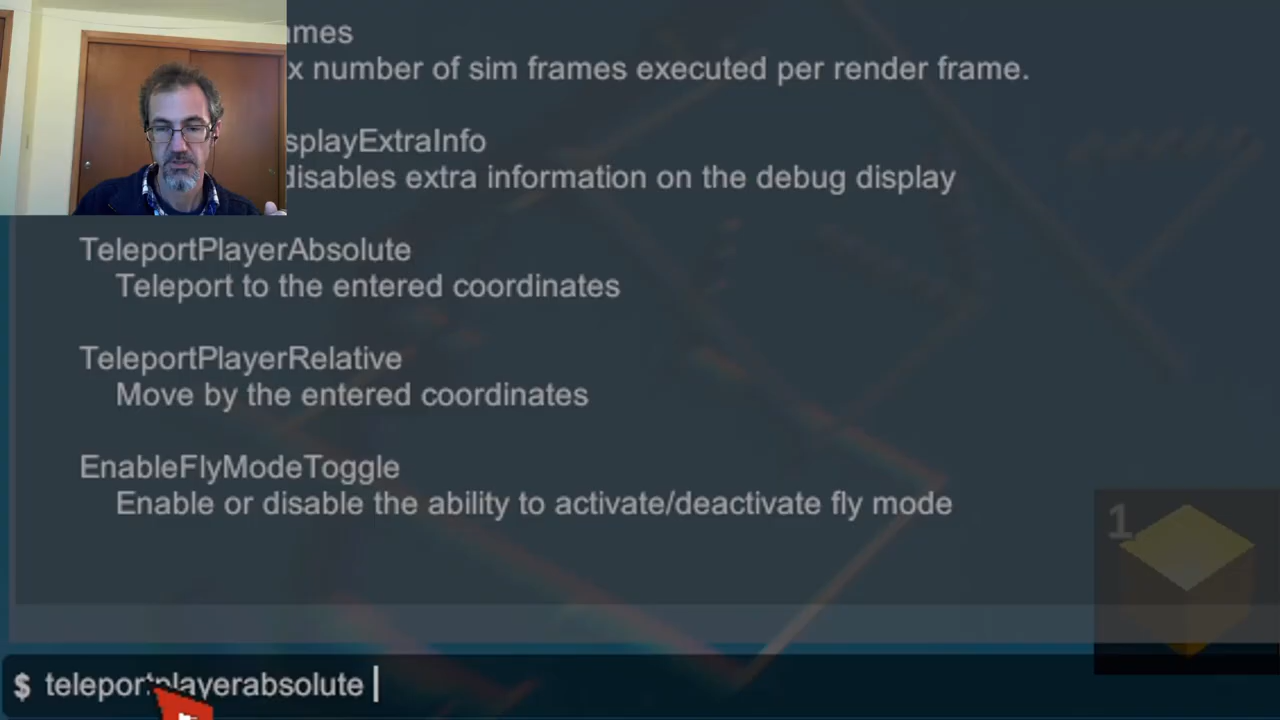 x number of sim frames executed per render frame.
disables extra information on the debug display
TeleportPlayerAbsolute
Teleport to the entered coordinates
TeleportPlayerRelative
Move by the entered coordinates
EnableFlyModeToggle
Enable or disable the ability to activate/deactivate fly mode
1
$ teleportplayerabsolute